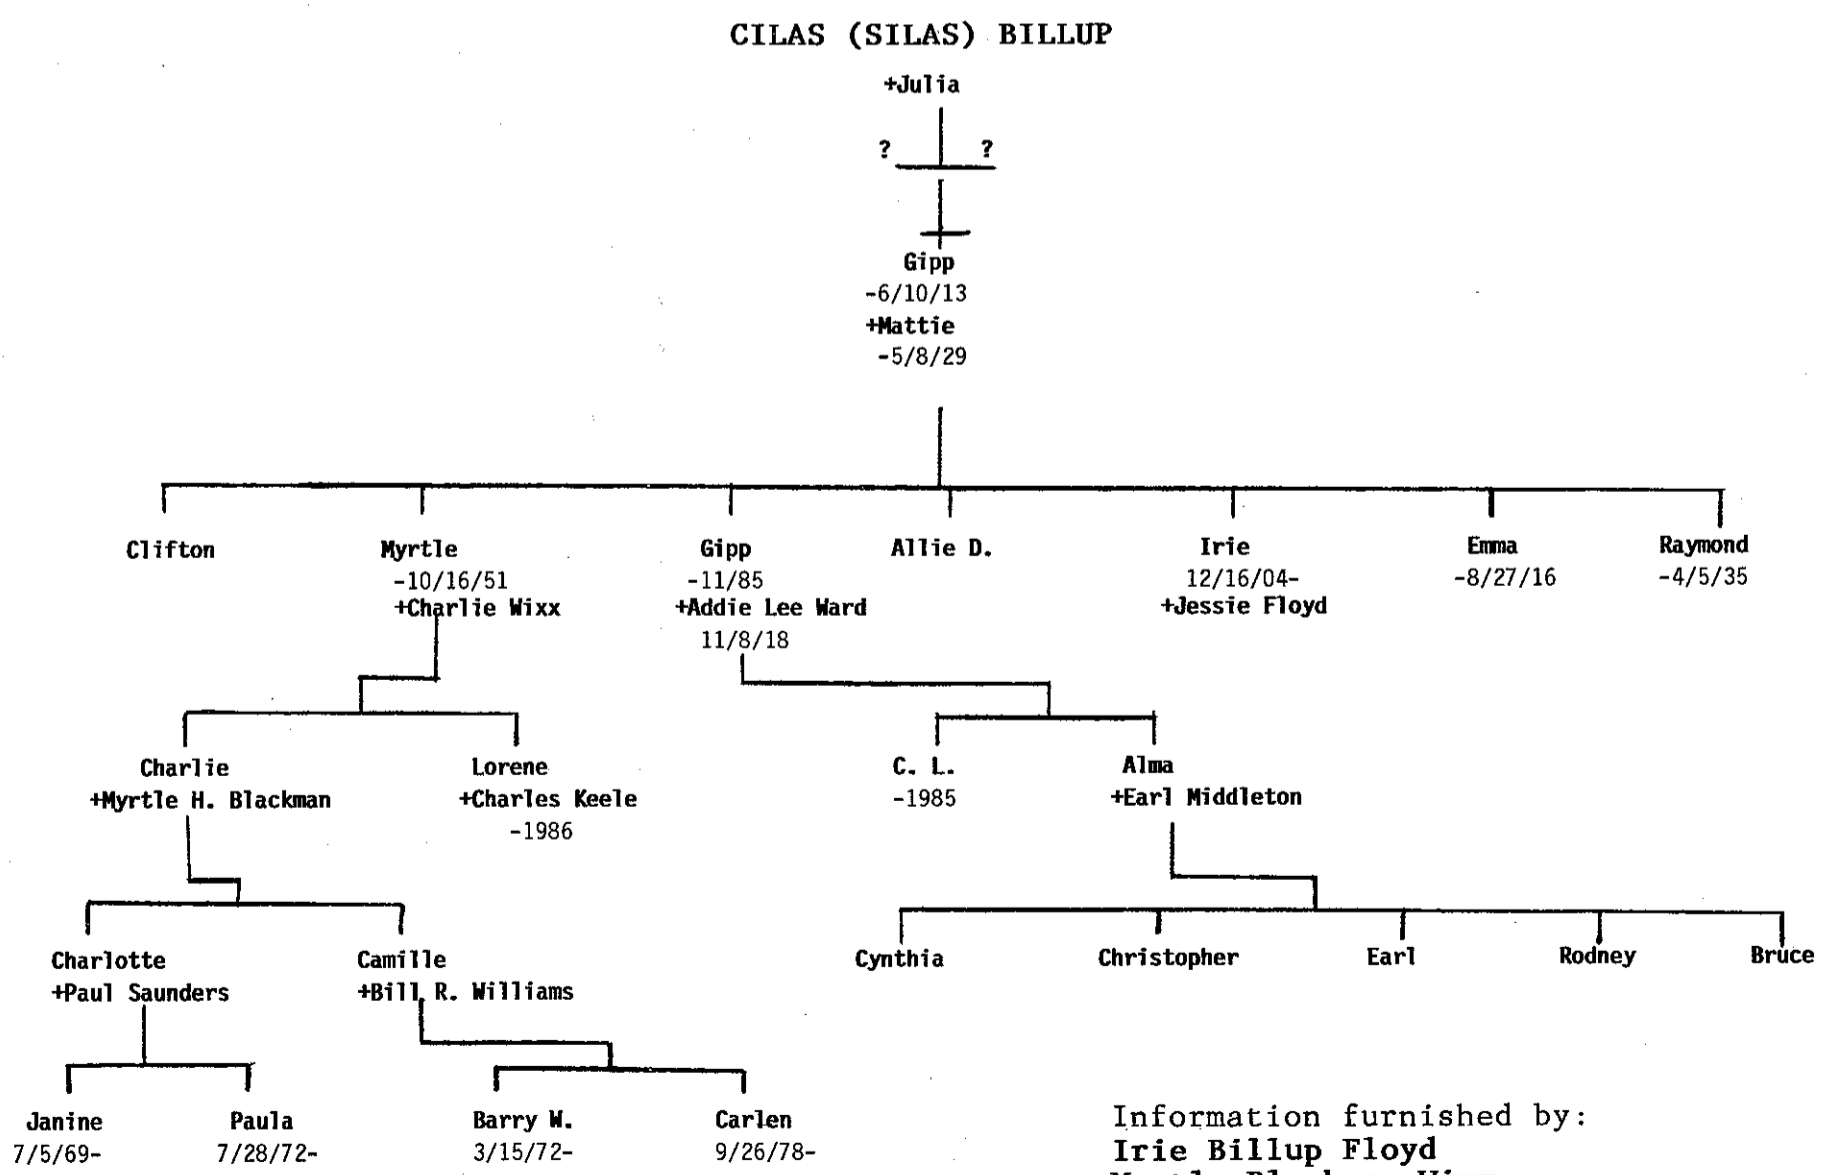 CILAS (SILAS) BILLUP
+Julia
? ?
Gipp
-6/10/13
+Mattie
-5/8/29
Clifton Myrtle Gipp Allie D. Irie Emma Raymond
-10/16/51 -11/85 12/16/04- -8/27/16 -4/5/35
+Charlie Wixx +Addie Lee Ward +Jessie Floyd
11/8/18
Charlie Lorene C. L. Alma
+Myrtle H. Blackman +Charles Keele -1985 +Earl Middleton
-1986
Charlotte Camille Cynthia Christopher Earl Rodney Bruce
+Paul Saunders +Bill R. Williams
Janine Paula Barry W. Carlen
7/5/69- 7/28/72- 3/15/72- 9/26/78-
Information furnished by:
Irie Billup Floyd